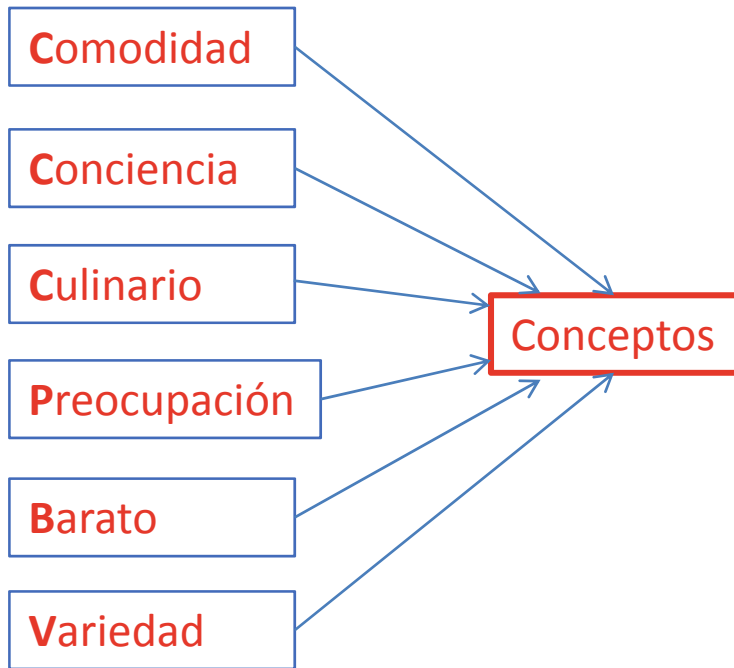 Comodidad
Conciencia
Culinario
Conceptos
Preocupación
Barato
Variedad